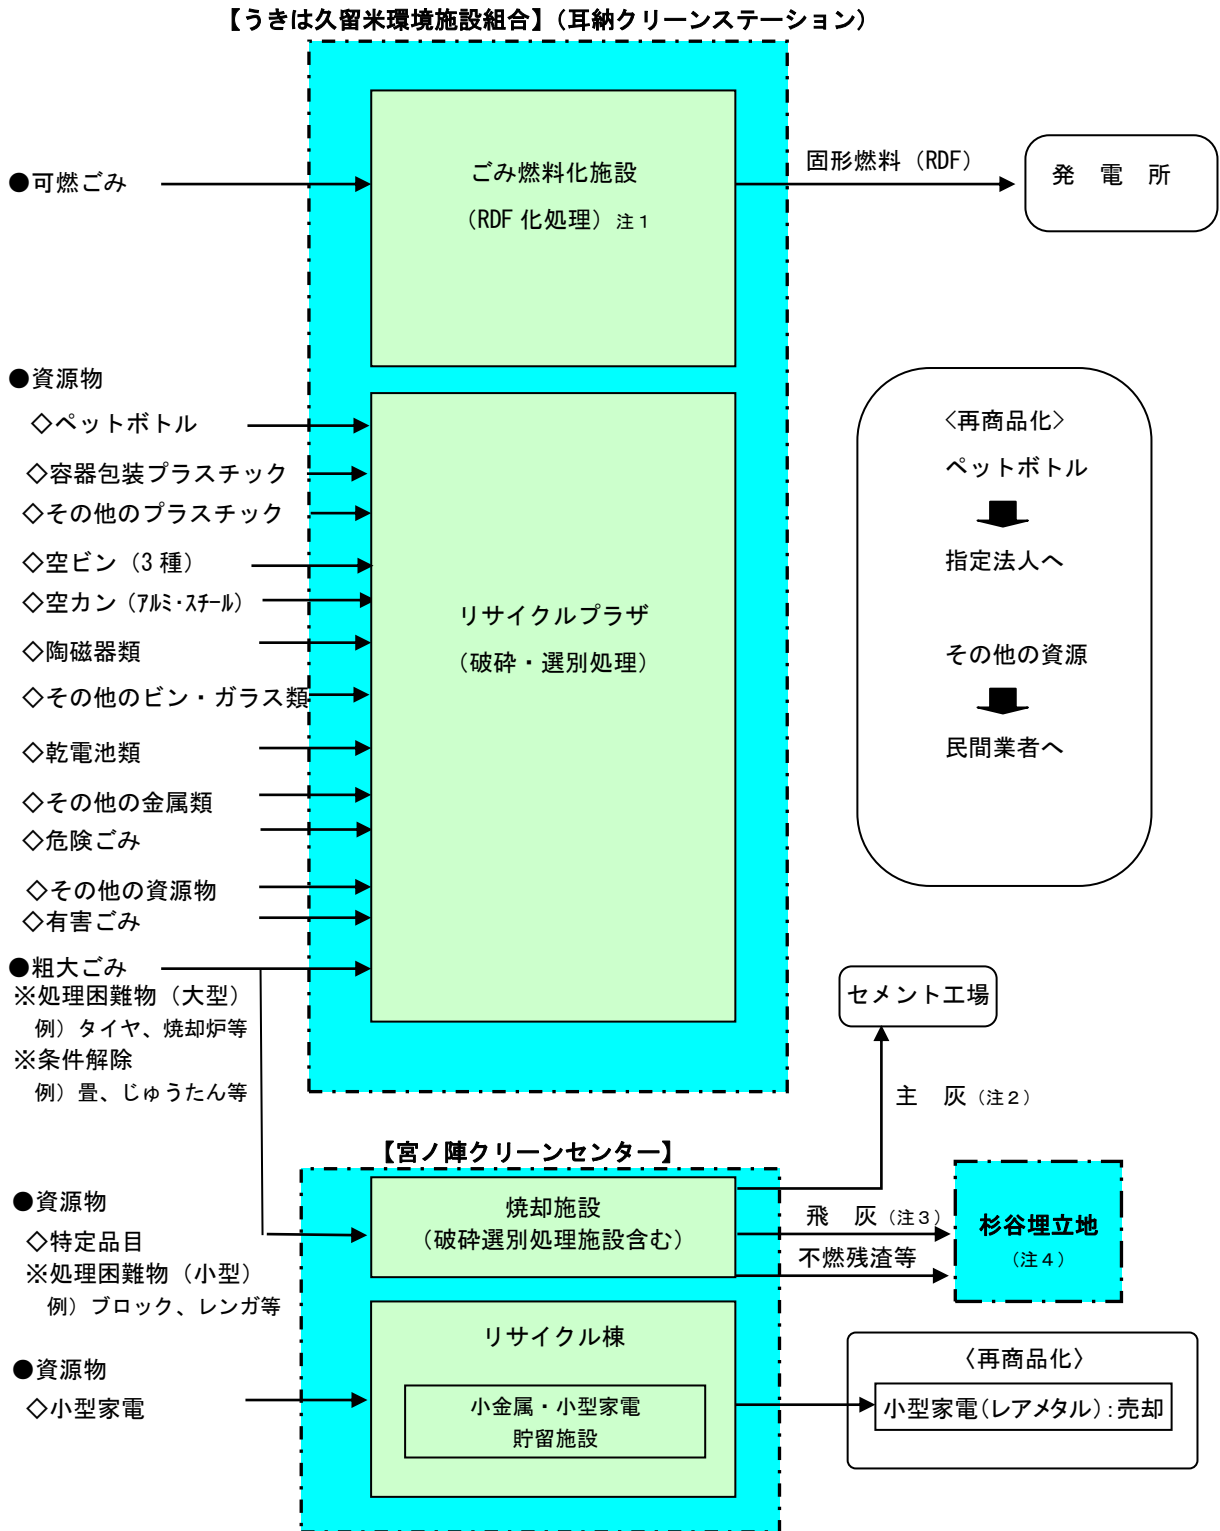 【うきは久留米環境施設組合】（耳納クリーンステーション）
●可燃ごみ
ごみ燃料化施設
（RDF 化処理）注１
固形燃料（RDF）
発　電　所
●資源物
◇ペットボトル
◇容器包装プラスチック
◇その他のプラスチック
◇空ビン（3 種）
◇空カン（ｱﾙﾐ・ｽﾁｰﾙ）
◇陶磁器類
◇その他のビン・ガラス類
◇乾電池類
◇その他の金属類
◇危険ごみ
◇その他の資源物
◇有害ごみ
リサイクルプラザ
（破砕・選別処理）
〈再商品化〉
ペットボトル
指定法人へ
その他の資源
民間業者へ
●粗大ごみ
※処理困難物（大型）
例）タイヤ、焼却炉等
※条件解除
例）畳、じゅうたん等
セメント工場
主　灰（注２）
【宮ノ陣クリーンセンター】
●資源物
◇特定品目
※処理困難物（小型）
例）ブロック、レンガ等
焼却施設
（破砕選別処理施設含む）
飛　灰（注３）
不燃残渣等
杉谷埋立地
（注４）
●資源物
◇小型家電
リサイクル棟
小金属・小型家電
貯留施設
〈再商品化〉
小型家電（レアメタル）：売却